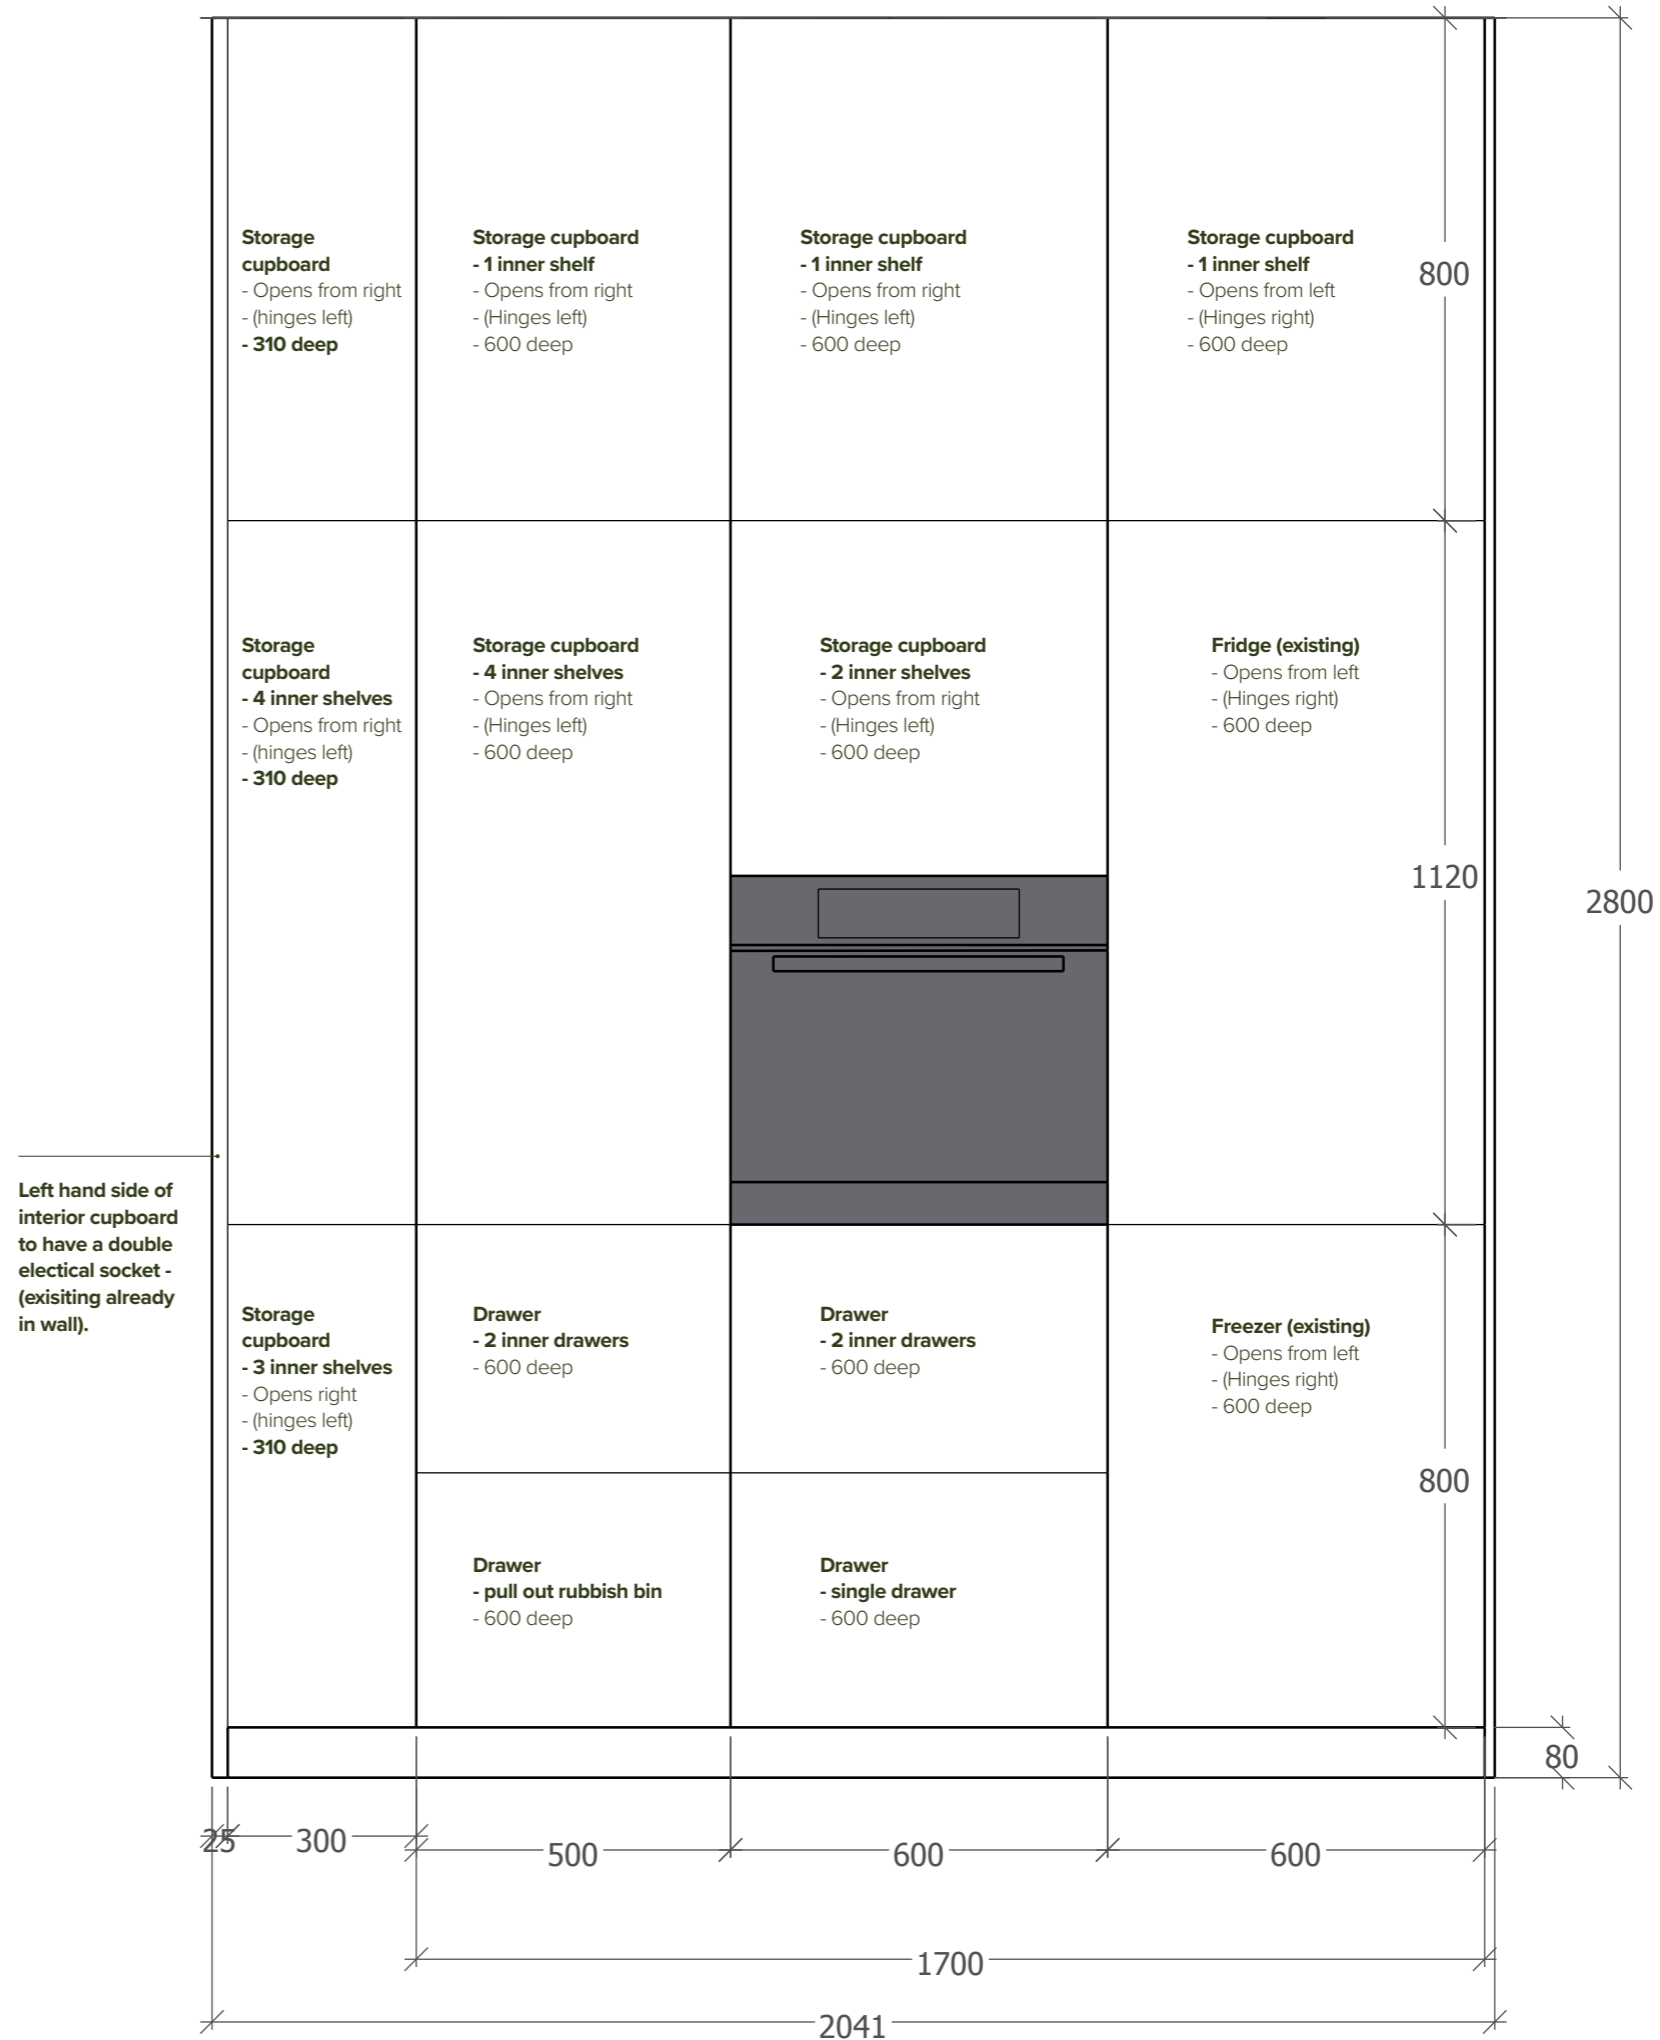 Storage
cupboard
- Opens from right
- (hinges left)
- 310 deep
Storage cupboard
- 1 inner shelf
- Opens from right
- (Hinges left)
- 600 deep
Storage cupboard
- 1 inner shelf
- Opens from right
- (Hinges left)
- 600 deep
Storage cupboard
- 1 inner shelf
- Opens from left
- (Hinges right)
- 600 deep
800
Storage
cupboard
- 4 inner shelves
- Opens from right
- (hinges left)
- 310 deep
Storage cupboard
- 4 inner shelves
- Opens from right
- (Hinges left)
- 600 deep
Storage cupboard
- 2 inner shelves
- Opens from right
- (Hinges left)
- 600 deep
Fridge (existing)
- Opens from left
- (Hinges right)
- 600 deep
1120
2800
Left hand side of
interior cupboard
to have a double
electical socket -
(exisiting already
in wall).
Storage
cupboard
- 3 inner shelves
- Opens right
- (hinges left)
- 310 deep
Drawer
- 2 inner drawers
- 600 deep
Drawer
- 2 inner drawers
- 600 deep
Freezer (existing)
- Opens from left
- (Hinges right)
- 600 deep
800
Drawer
- pull out rubbish bin
- 600 deep
Drawer
- single drawer
- 600 deep
80
25
300
500
600
600
1700
2041